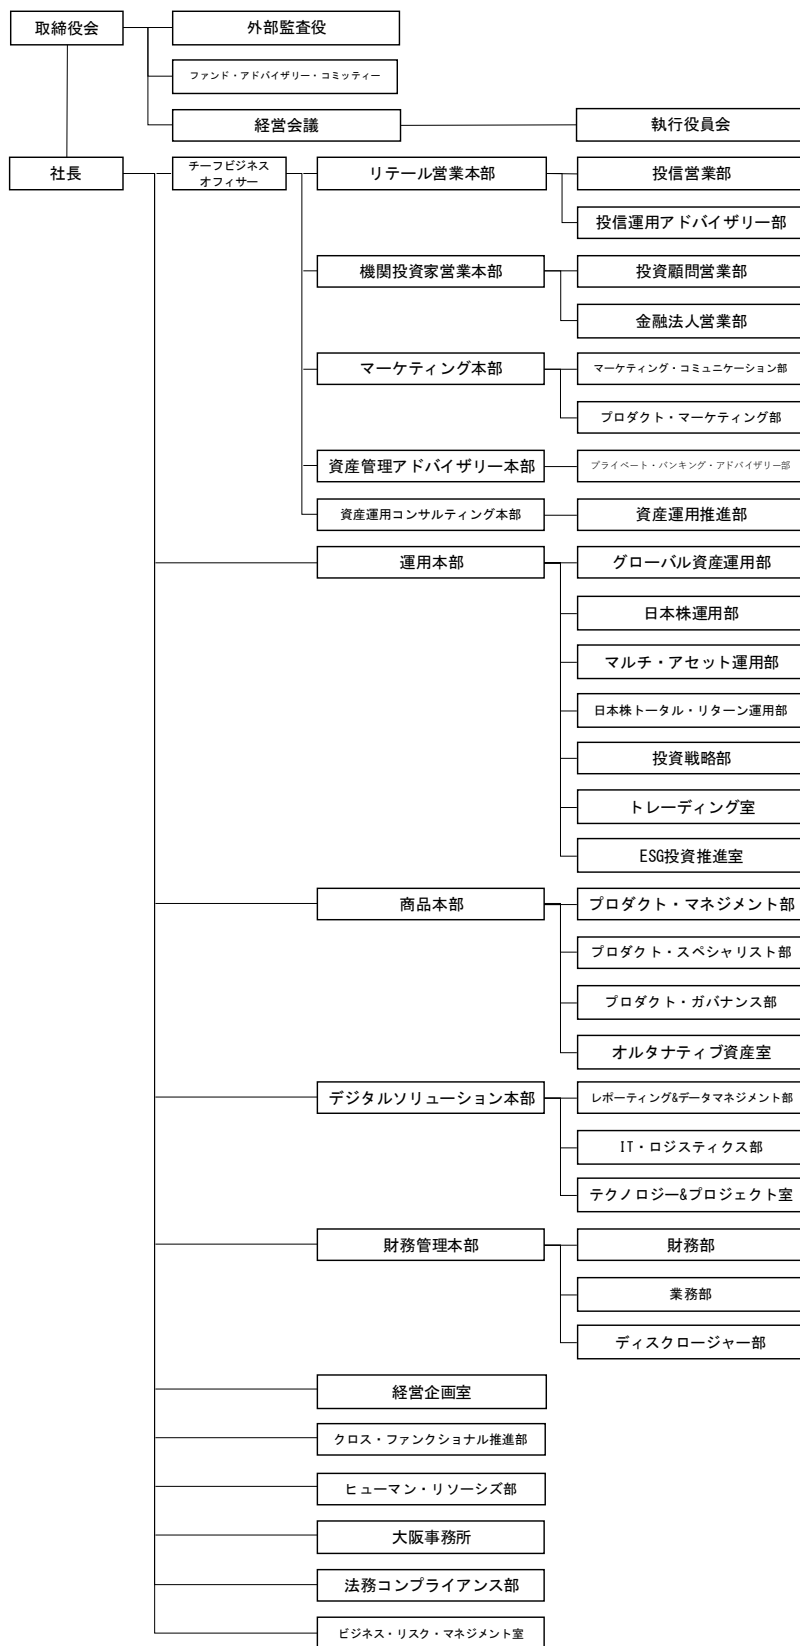 取締役会
外部監査役
ファンド・アドバイザリー・コミッティー
経営会議
執行役員会
社長
チーフビジネス
オフィサー
リテール営業本部
投信営業部
投信運用アドバイザリー部
機関投資家営業本部
投資顧問営業部
金融法人営業部
マーケティング本部
マーケティング・コミュニケーション部
プロダクト・マーケティング部
資産管理アドバイザリー本部
プライベート・バンキング・アドバイザリー部
資産運用コンサルティング本部
資産運用推進部
運用本部
グローバル資産運用部
日本株運用部
マルチ・アセット運用部
日本株トータル・リターン運用部
投資戦略部
トレーディング室
ESG投資推進室
商品本部
プロダクト・マネジメント部
プロダクト・スペシャリスト部
プロダクト・ガバナンス部
オルタナティブ資産室
デジタルソリューション本部
レポーティング&データマネジメント部
IT・ロジスティクス部
テクノロジー&プロジェクト室
財務管理本部
財務部
業務部
ディスクロージャー部
経営企画室
クロス・ファンクショナル推進部
ヒューマン・リソーシズ部
大阪事務所
法務コンプライアンス部
ビジネス・リスク・マネジメント室